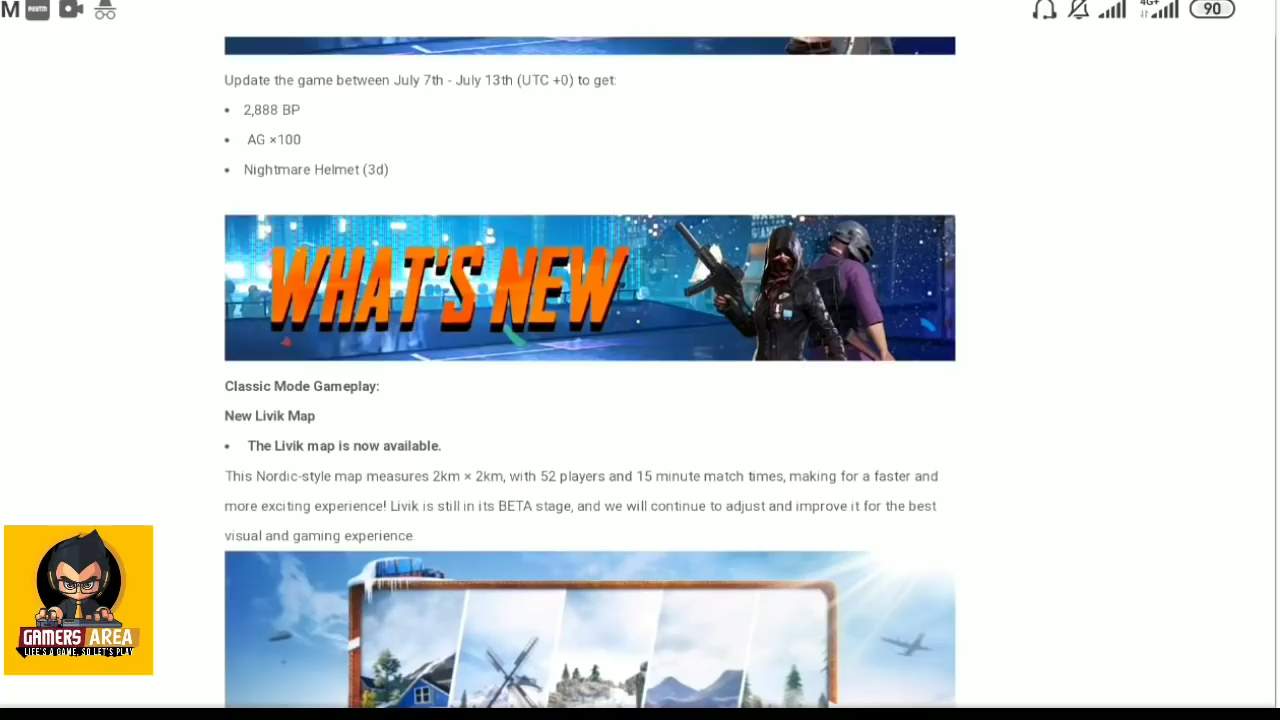 M Paytm 4G+ 90
Update the game between July 7th - July 13th (UTC +0) to get:
• 2,888 BP
• AG ×100
• Nightmare Helmet (3d)
WHAT'S NEW
Classic Mode Gameplay:
New Livik Map
• The Livik map is now available.
This Nordic-style map measures 2km × 2km, with 52 players and 15 minute match times, making for a faster and
more exciting experience! Livik is still in its BETA stage, and we will continue to adjust and improve it for the best
visual and gaming experience.
GAMERS AREA
LIFE'S A GAME, SO LET'S PLAY